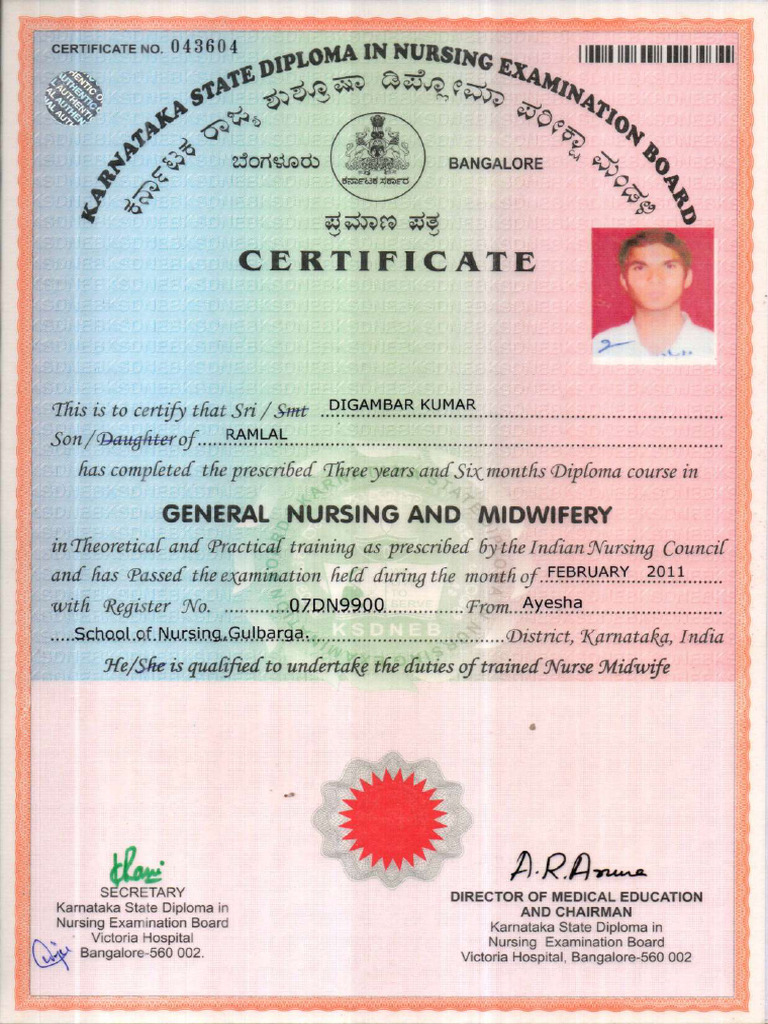 CERTIFICATE NO. 043604
KARNATAKA STATE DIPLOMA IN NURSING EXAMINATION BOARD
ಕರ್ನಾಟಕ ರಾಜ್ಯ ಶುಶ್ರೂಷಾ ಡಿಪ್ಲೋಮಾ ಪರೀಕ್ಷಾ ಮಂಡಳಿ
ಬೆಂಗಳೂರು BANGALORE
ಕರ್ನಾಟಕ ಸರ್ಕಾರ
ಪ್ರಮಾಣ ಪತ್ರ
CERTIFICATE
This is to certify that Sri / Smt DIGAMBAR KUMAR
Son / Daughter of RAMLAL
has completed the prescribed Three years and Six months Diploma course in
GENERAL NURSING AND MIDWIFERY
in Theoretical and Practical training as prescribed by the Indian Nursing Council
and has Passed the examination held during the month of FEBRUARY 2011
with Register No. 07DN9900 From Ayesha
School of Nursing,Gulbarga. District, Karnataka, India
KSDNEB
He/She is qualified to undertake the duties of trained Nurse Midwife
SECRETARY
Karnataka State Diploma in
Nursing Examination Board
Victoria Hospital
Bangalore-560 002.
A.R.Aruna
DIRECTOR OF MEDICAL EDUCATION
AND CHAIRMAN
Karnataka State Diploma in
Nursing Examination Board
Victoria Hospital, Bangalore-560 002